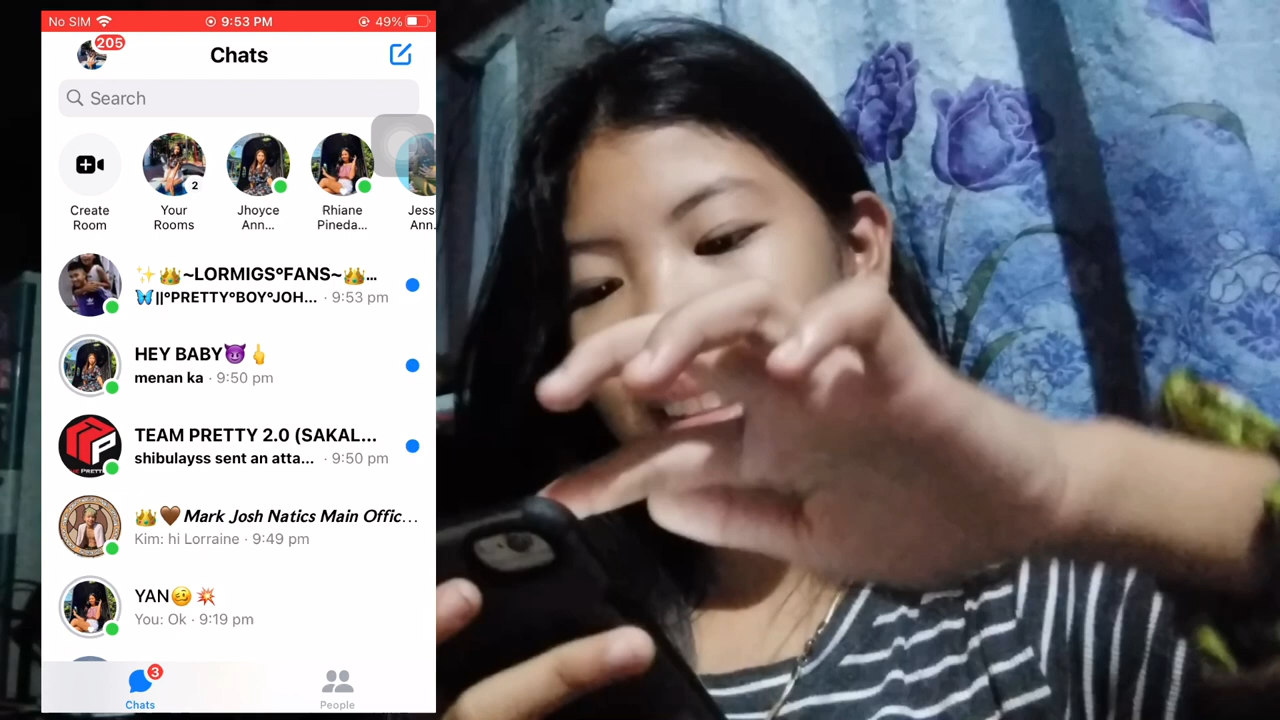 No SIM 9:53 PM 49%
205
Chats
Search
Create Room
Your Rooms
2
Jhoyce Ann...
Rhiane Pineda...
Jess Ann.
✨👑~LORMIGS°FANS~👑...
🦋||°PRETTY°BOY°JOH... · 9:53 pm
HEY BABY😈🖕
menan ka · 9:50 pm
TEAM PRETTY 2.0 (SAKAL...
shibulayss sent an atta... · 9:50 pm
👑🤎Mark Josh Natics Main Offic...
Kim: hi Lorraine · 9:49 pm
YAN🥴💥
You: Ok · 9:19 pm
3
Chats
People